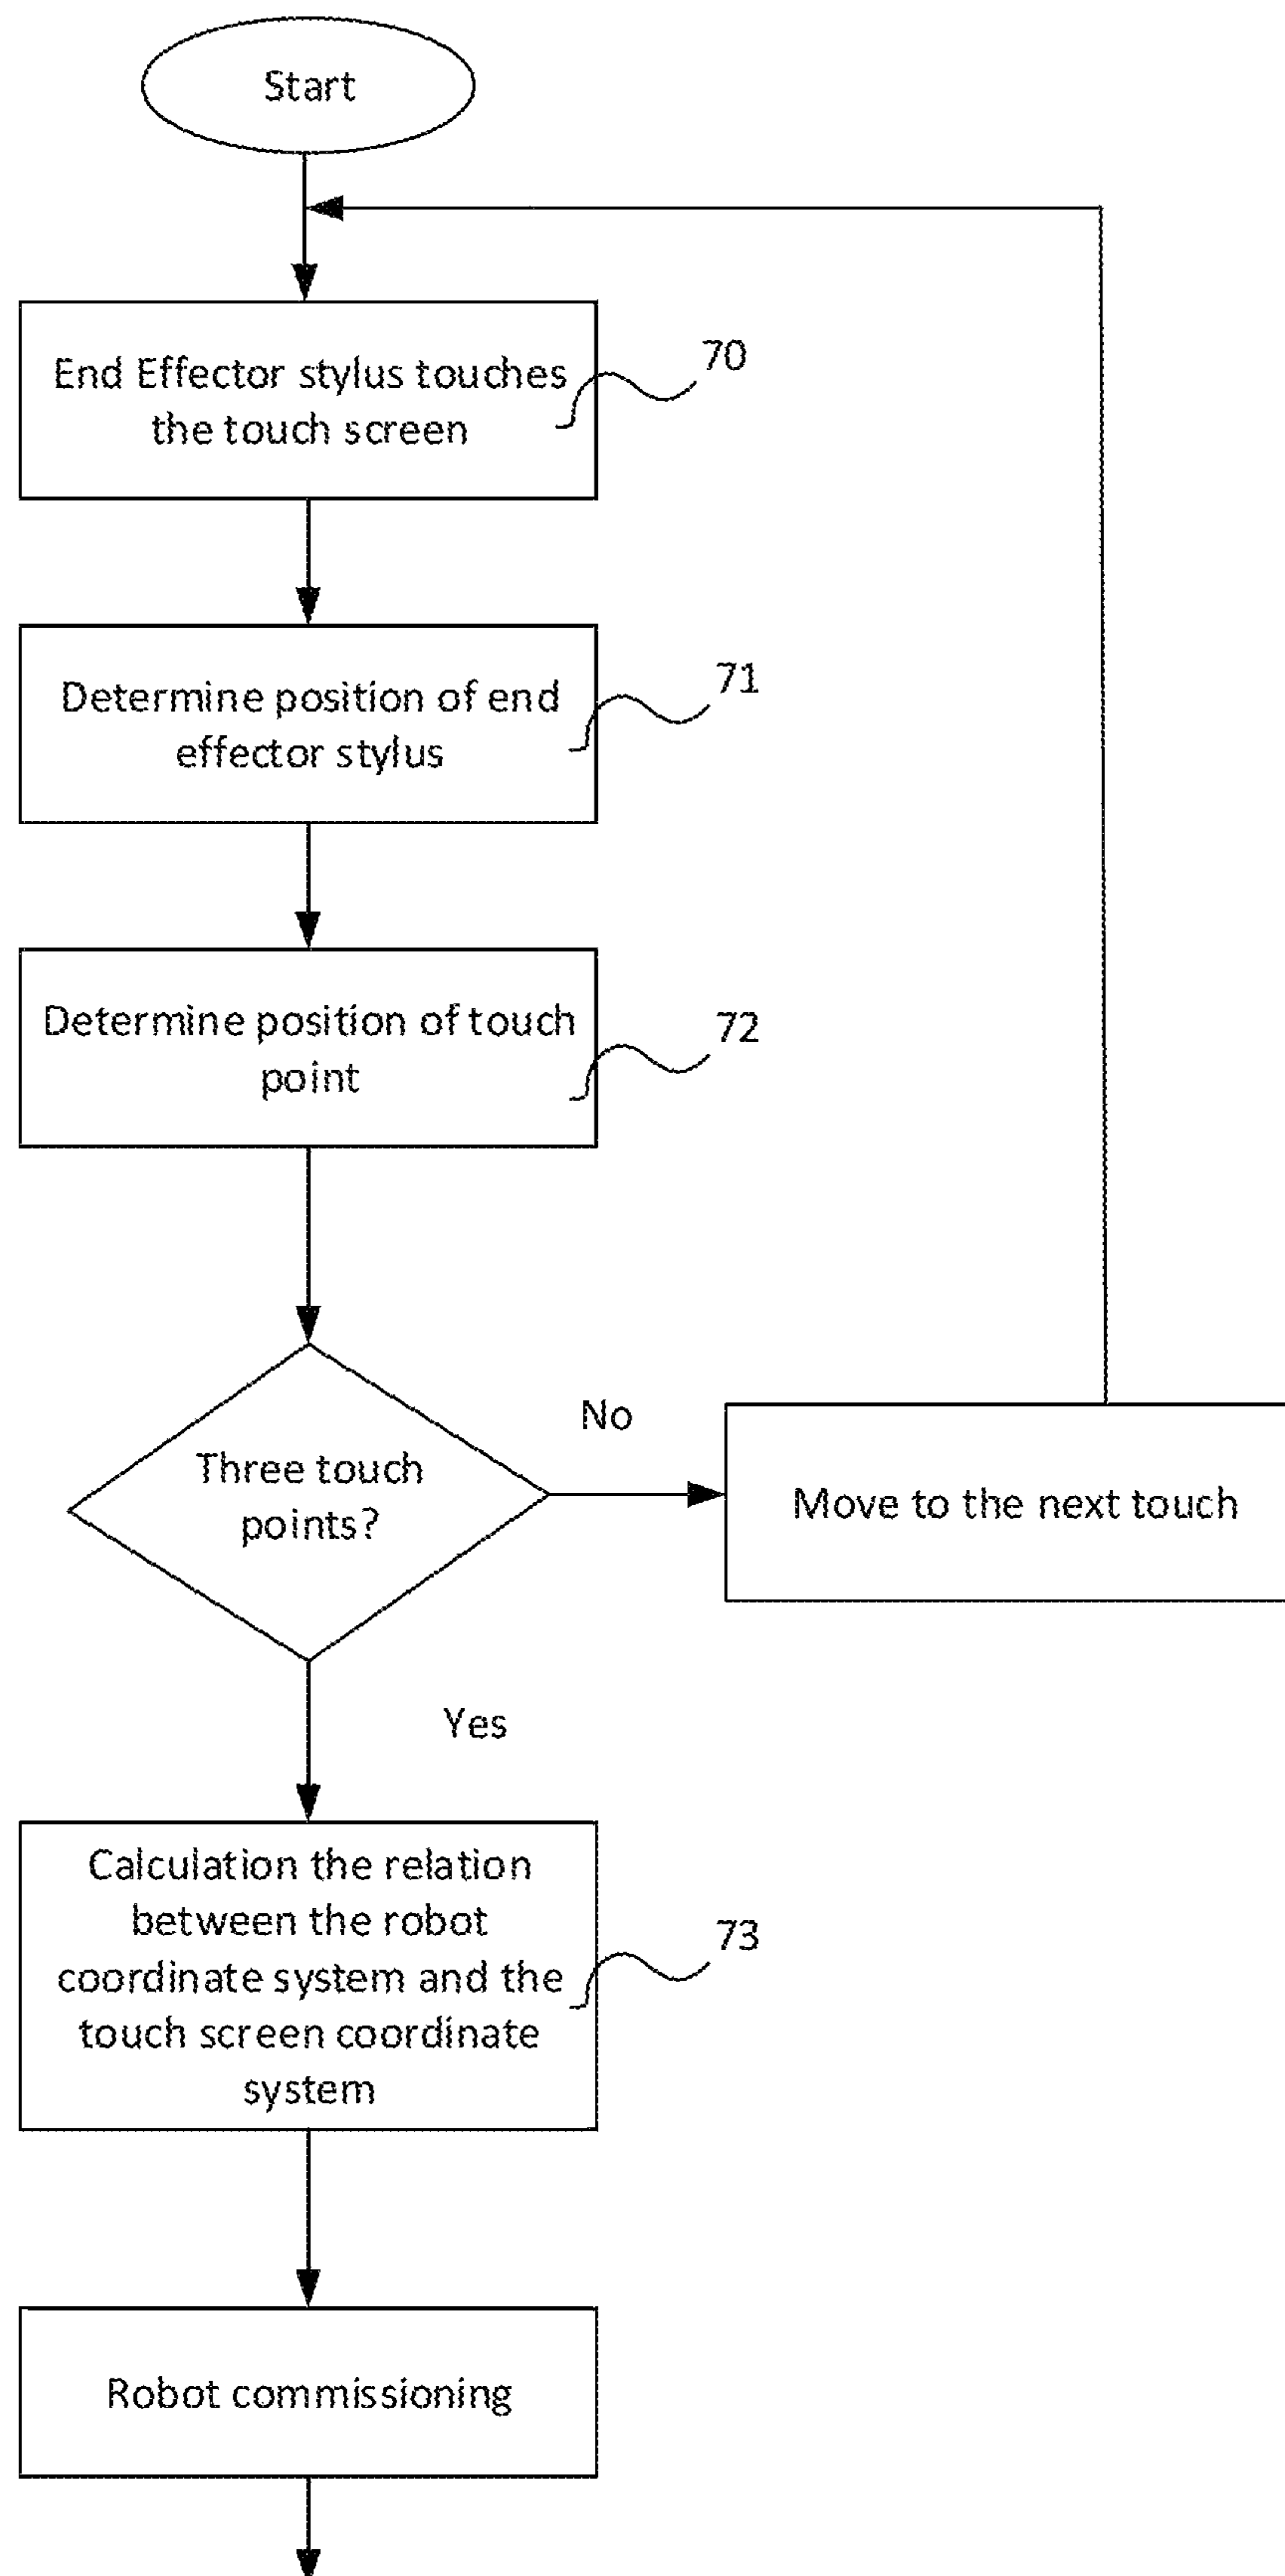 Start
End Effector stylus touches
the touch screen
70
Determine position of end
effector stylus
71
Determine position of touch
point
72
Three touch
points?
No
Move to the next touch
Yes
Calculation the relation
between the robot
coordinate system and the
touch screen coordinate
system
73
Robot commissioning